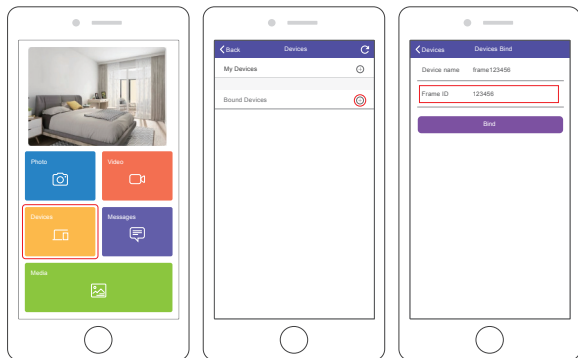 Photo
Video
Devices
Messages
Media
Back Devices
My Devices
Bound Devices
Devices Devices Bind
Device name frame123456
Frame ID 123456
Bind